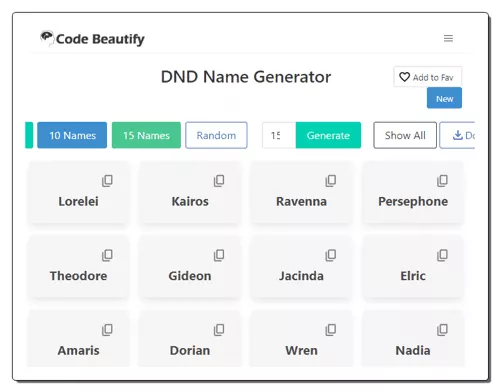 Code Beautify
DND Name Generator
Add to Fav
New
10 Names 15 Names Random 15 Generate Show All
Lorelei Kairos Ravenna Persephone
Theodore Gideon Jacinda Elric
Amaris Dorian Wren Nadia